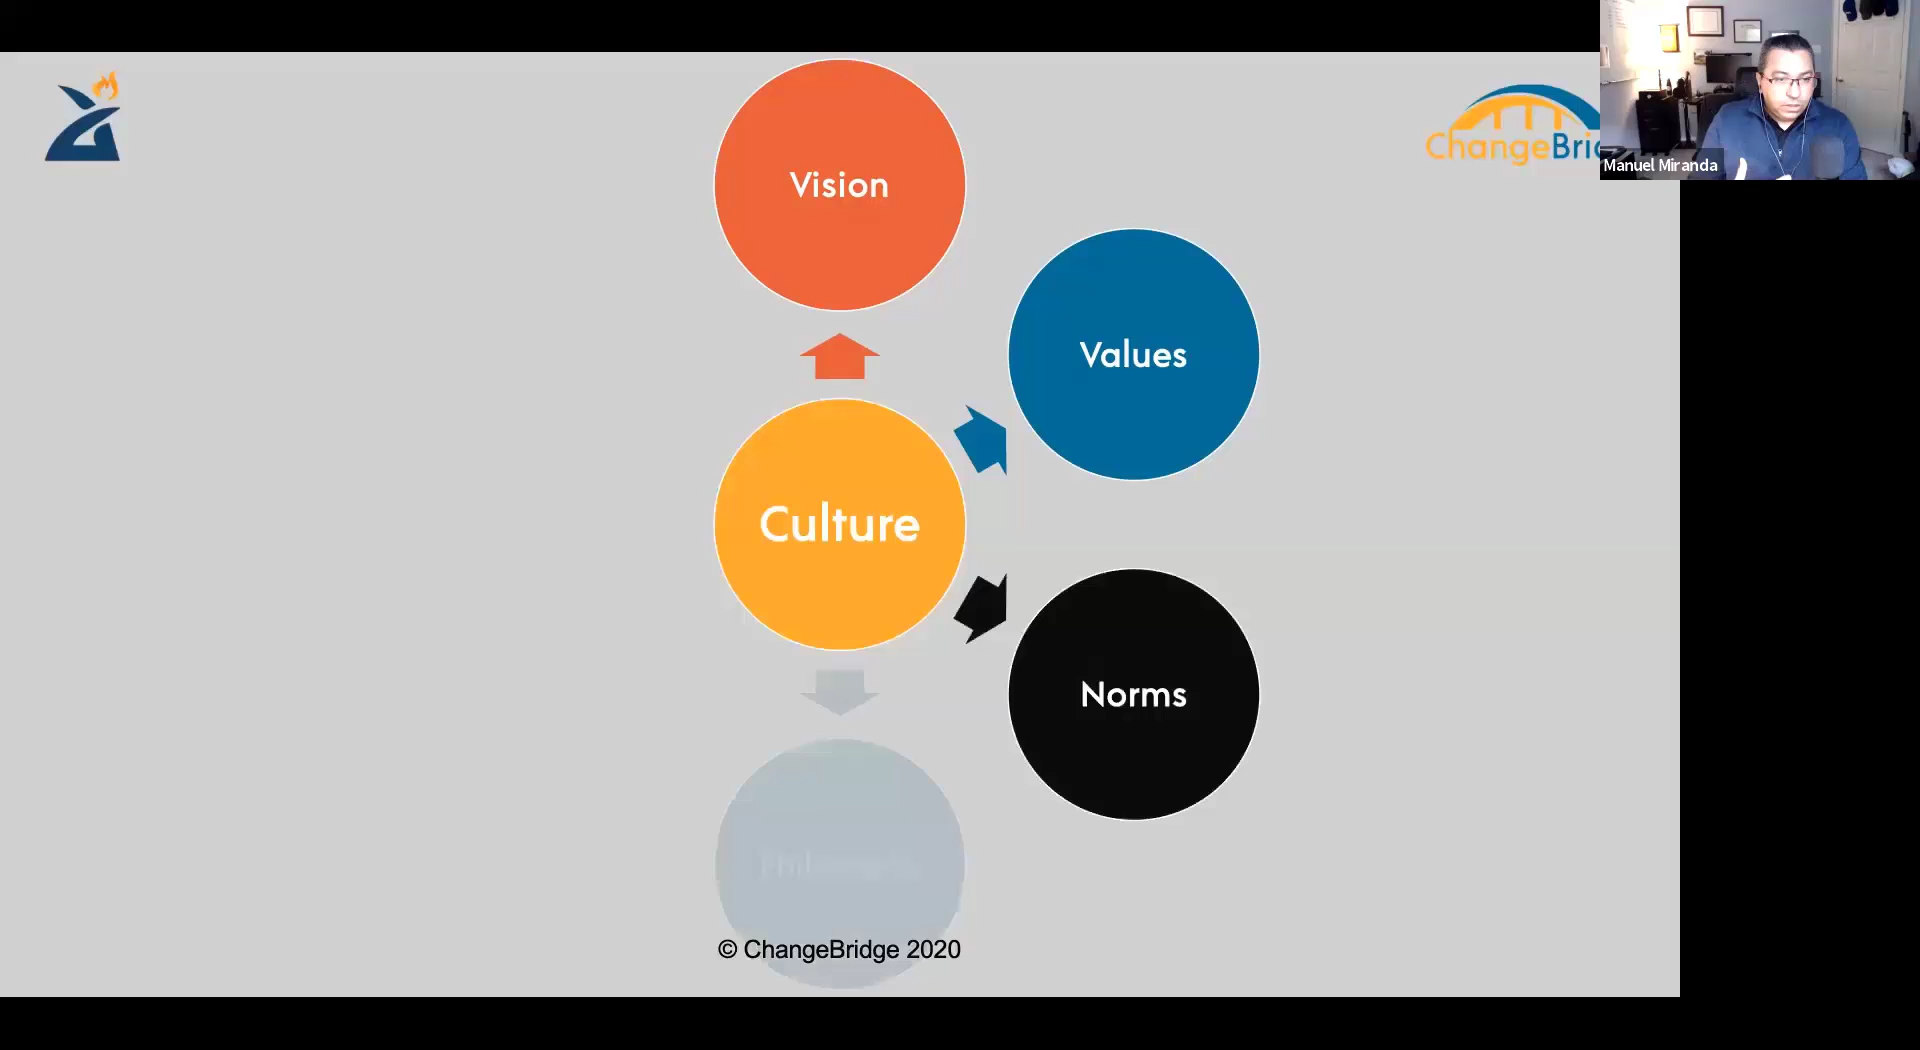 Vision
ChangeBri
Manuel Miranda
Values
Culture
Norms
© ChangeBridge 2020